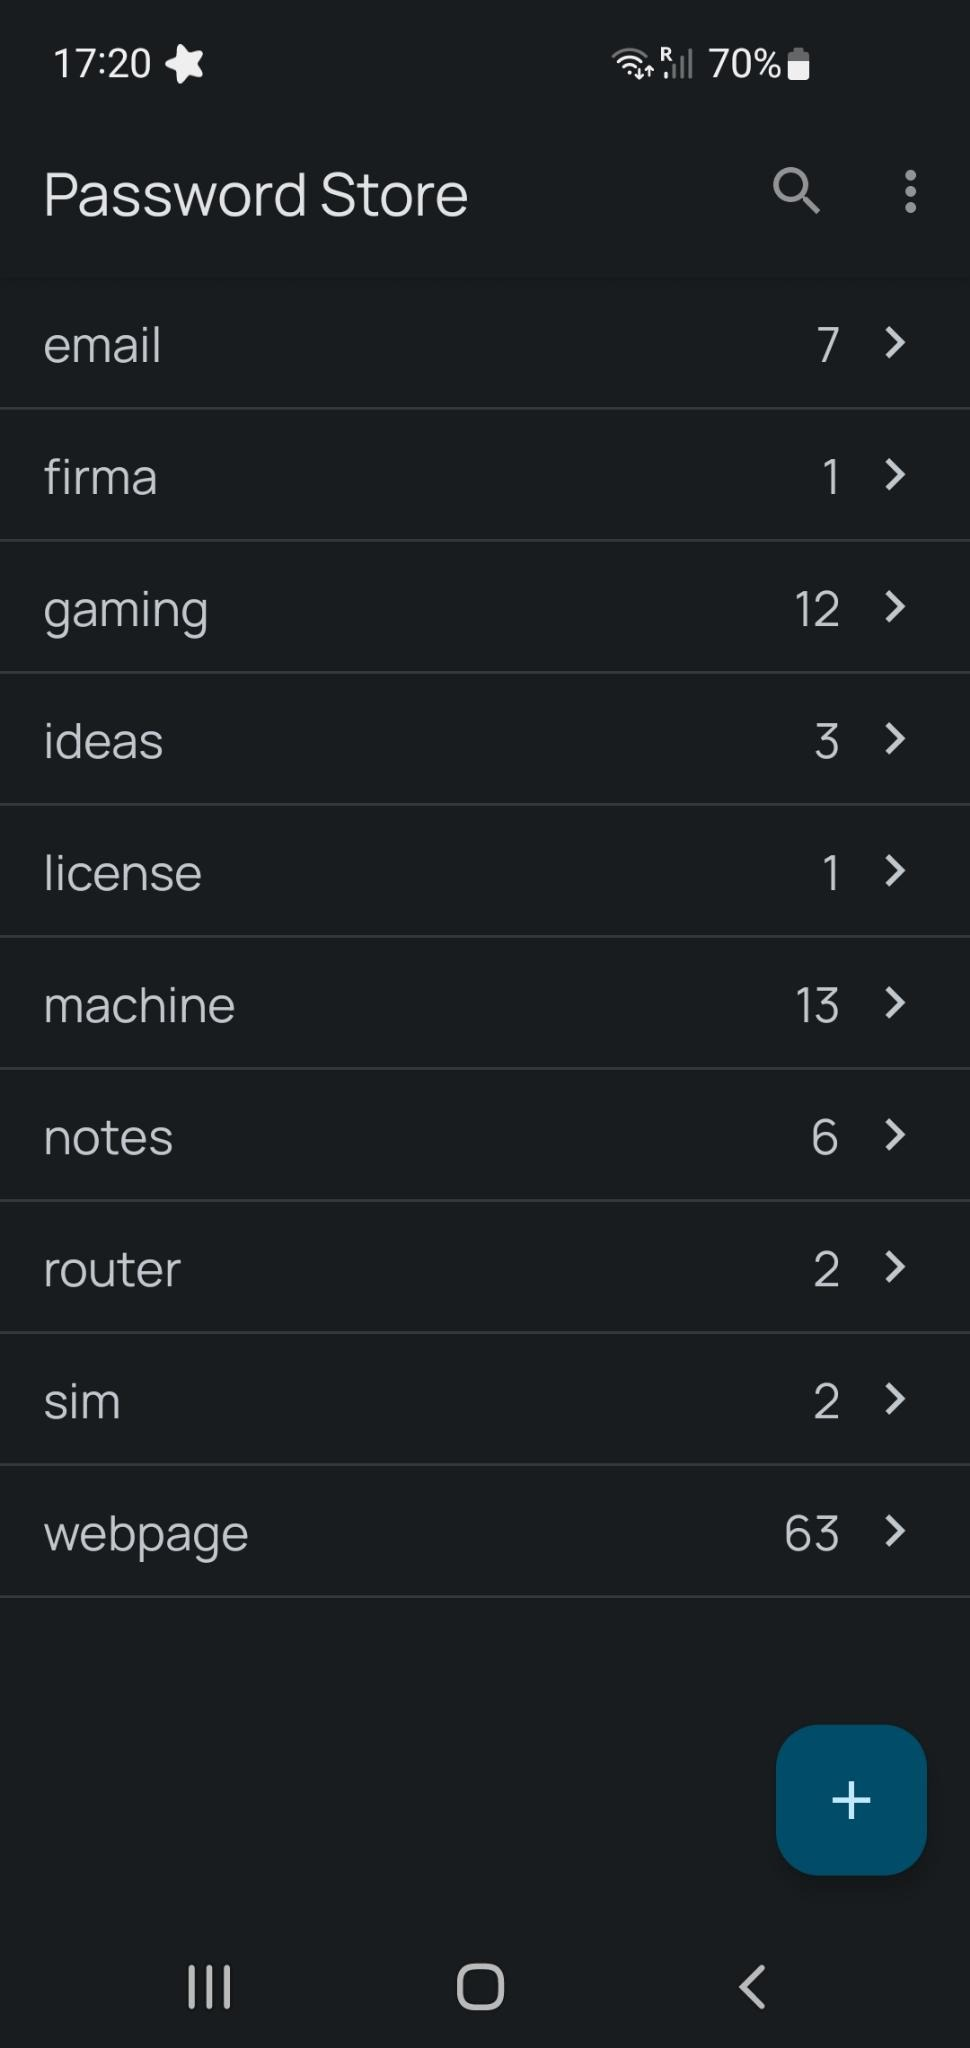 17:20 R 70%
Password Store
email 7
firma 1
gaming 12
ideas 3
license 1
machine 13
notes 6
router 2
sim 2
webpage 63